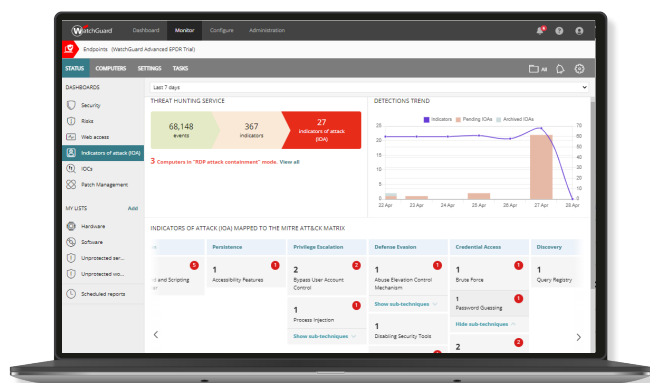 WatchGuard
Dashboard Monitor Configure Administration
Endpoints (WatchGuard Advanced EPDR Trial)
STATUS COMPUTERS SETTINGS TASKS
All
DASHBOARDS
Security
Risks
Web access
Indicators of attack (IOA)
IOCs
Patch Management
MY LISTS Add
Hardware
Software
Unprotected ser...
Unprotected wo...
Scheduled reports
Last 7 days
THREAT HUNTING SERVICE
68,148
events
367
indicators
27
indicators of attack
(IOA)
3 Computers in "RDP attack containment" mode. View all
DETECTIONS TREND
Indicators Pending IOAs Archived IOAs
20 15 10 5 0
70 60 50 40 30 20 10 0
22 Apr 23 Apr 24 Apr 25 Apr 26 Apr 27 Apr 28 Apr
INDICATORS OF ATTACK (IOA) MAPPED TO THE MITRE ATT&CK MATRIX
Persistence Privilege Escalation Defense Evasion Credential Access Discovery
5
and Scripting
1 1
Accessibility Features
2 2
Bypass User Account
Control
1 1
Process Injection
Show sub-techniques
1 1
Abuse Elevation Control
Mechanism
Show sub-techniques
1
Disabling Security Tools
1 1
Brute Force
1 1
Password Guessing
Hide sub-techniques
2 2
1
Query Registry